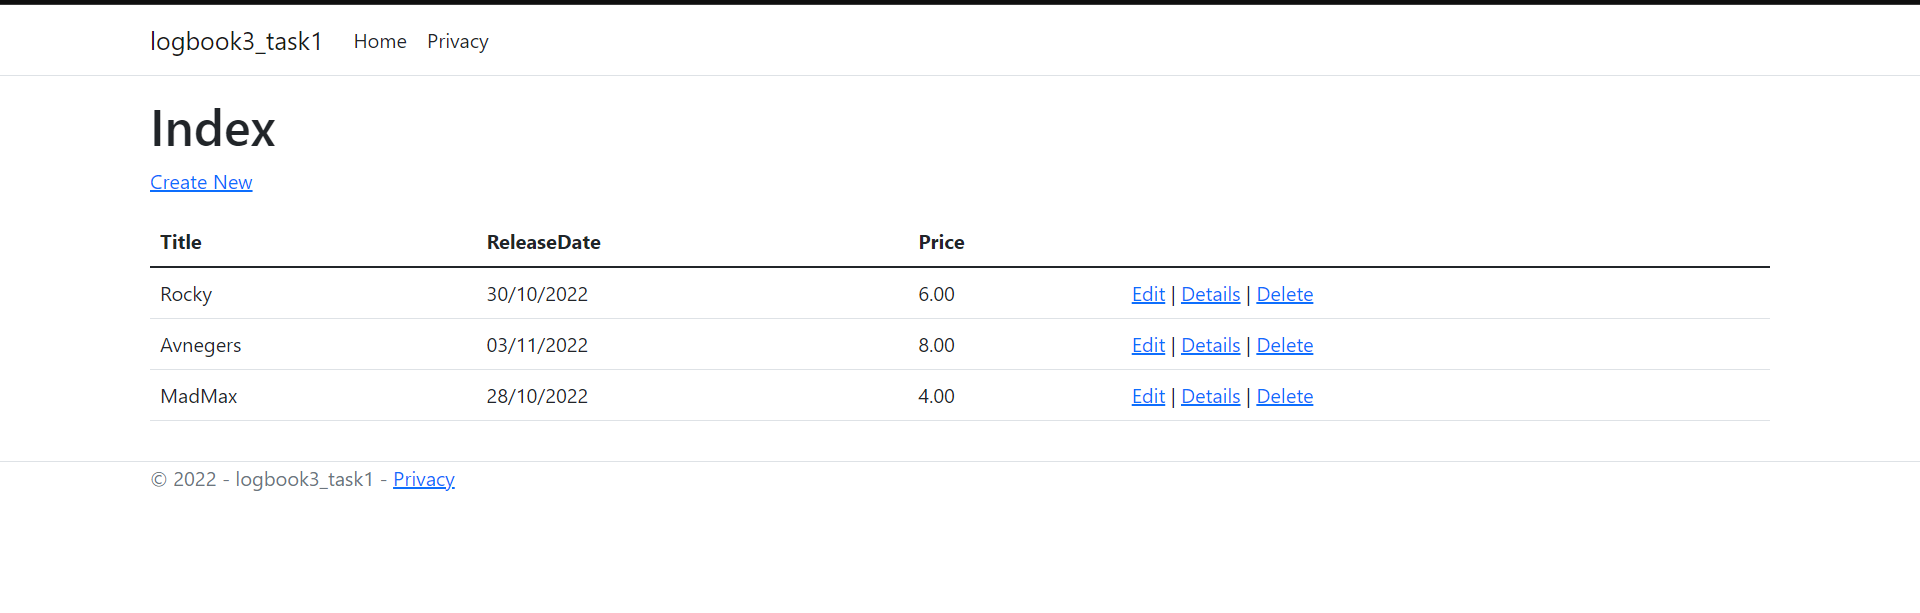 logbook3_task1 Home Privacy
Index
Create New
Title ReleaseDate Price
Rocky 30/10/2022 6.00 Edit | Details | Delete
Avnegers 03/11/2022 8.00 Edit | Details | Delete
MadMax 28/10/2022 4.00 Edit | Details | Delete
© 2022 - logbook3_task1 - Privacy